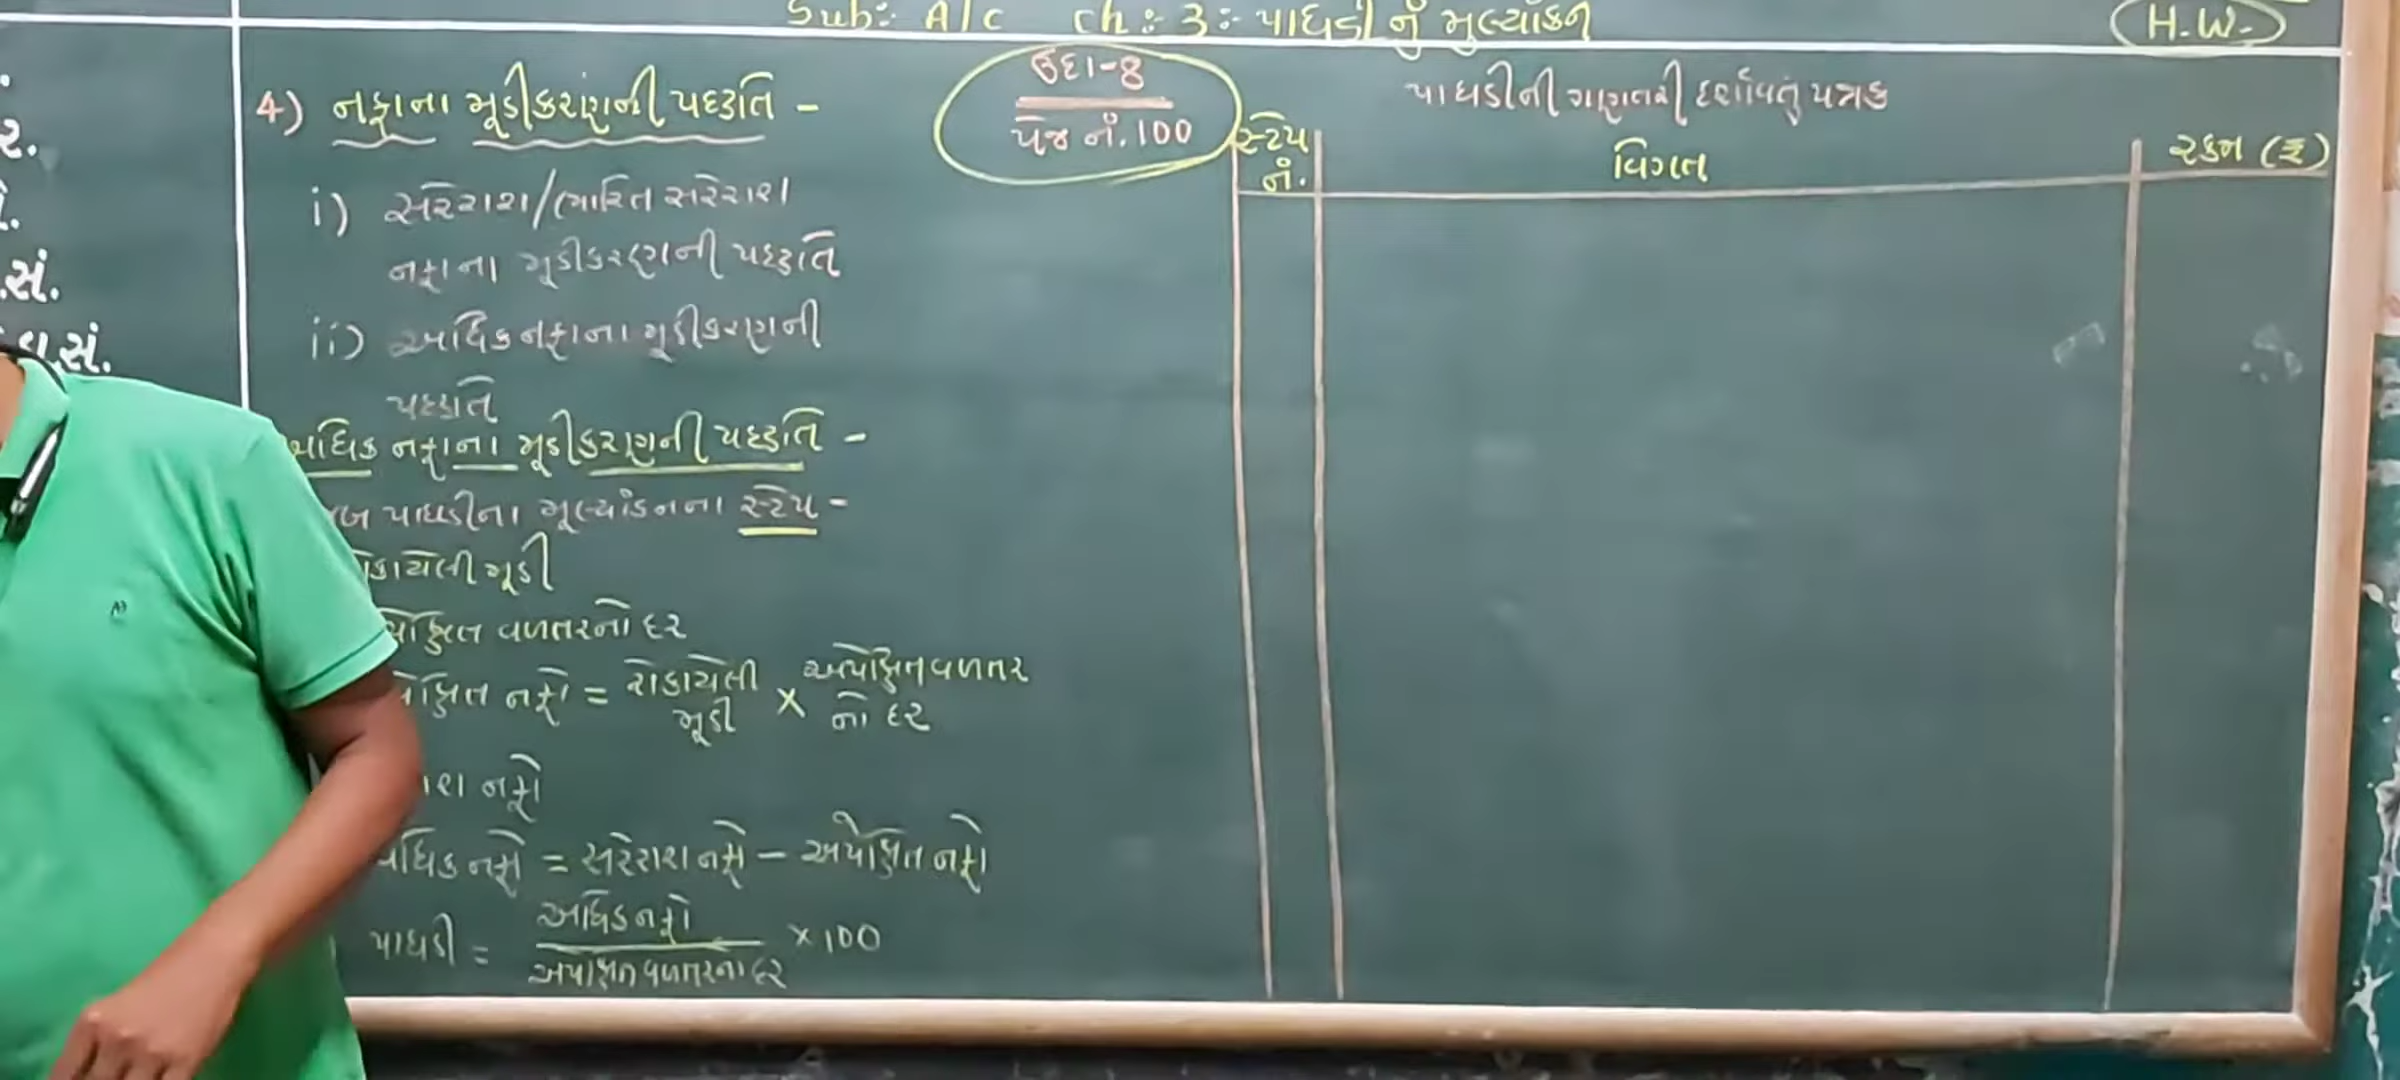 Sub:- A/c Ch:- 3:- પાઘડીનું મુલ્યાંકન
H.W.
ર.
.સં.
સં.
4) નફાના મૂડીકરણની પદ્ધતિ -
i) સરેરાશ/ભારિત સરેરાશ
નફાના મૂડીકરણની પદ્ધતિ
ii) અધિક નફાના મૂડીકરણની
પદ્ધતિ
ધિક નફાના મૂડીકરણની પદ્ધતિ -
પાઘડીના મૂલ્યાંકનના સ્ટેપ -
કાયેલી મૂડી
ક્ષિત વળતરનો દર
ક્ષિત નફો = રોકાયેલી મૂડી × અપેક્ષિત વળતરનો દર
રાશ નફો
ધિક નફો = સરેરાશ નફો - અપેક્ષિત નફો
પાઘડી = અધિક નફો / અપેક્ષિત વળતરનો દર × 100
ઉદા-8
પેજ નં. 100
પાઘડીની ગણતરી દર્શાવતું પત્રક
સ્ટેપ નં. વિગત રકમ (₹)